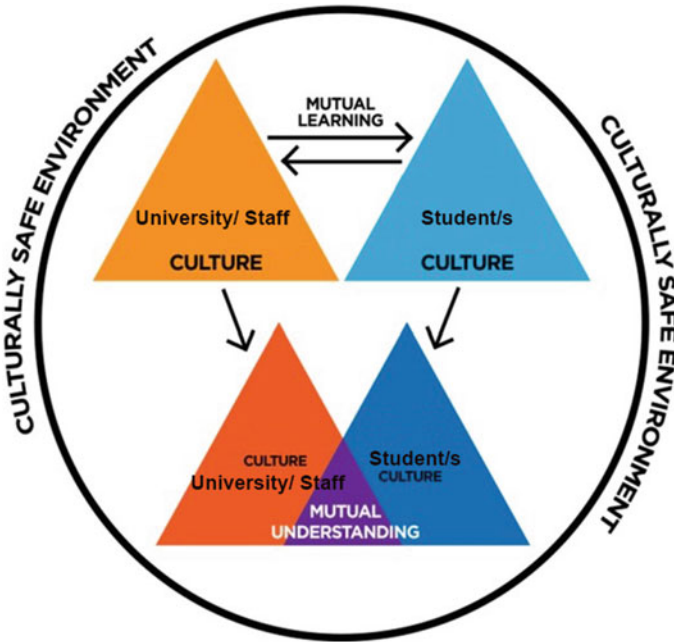 CULTURALLY SAFE ENVIRONMENT
CULTURALLY SAFE ENVIRONMENT
MUTUAL
LEARNING
University/ Staff
CULTURE
Student/s
CULTURE
CULTURE
University/ Staff
Student/s
CULTURE
MUTUAL
UNDERSTANDING